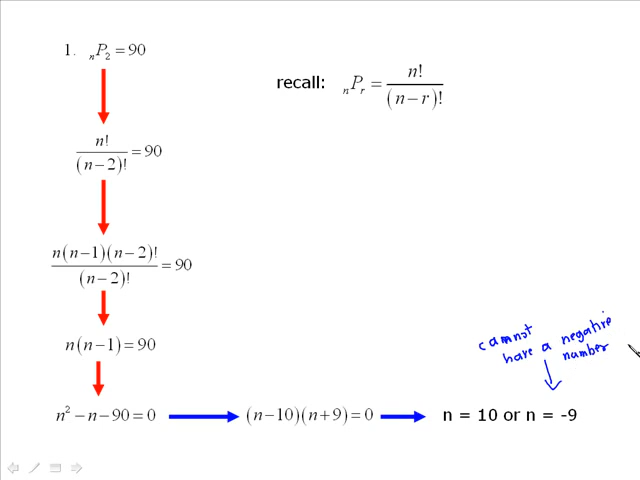 1. ₙP₂ = 90
recall: ₙPᵣ = n! / (n − r)!
n! / (n − 2)! = 90
n(n − 1)(n − 2)! / (n − 2)! = 90
n(n − 1) = 90
cannot have a negative number
n² − n − 90 = 0
(n − 10)(n + 9) = 0
n = 10 or n = -9